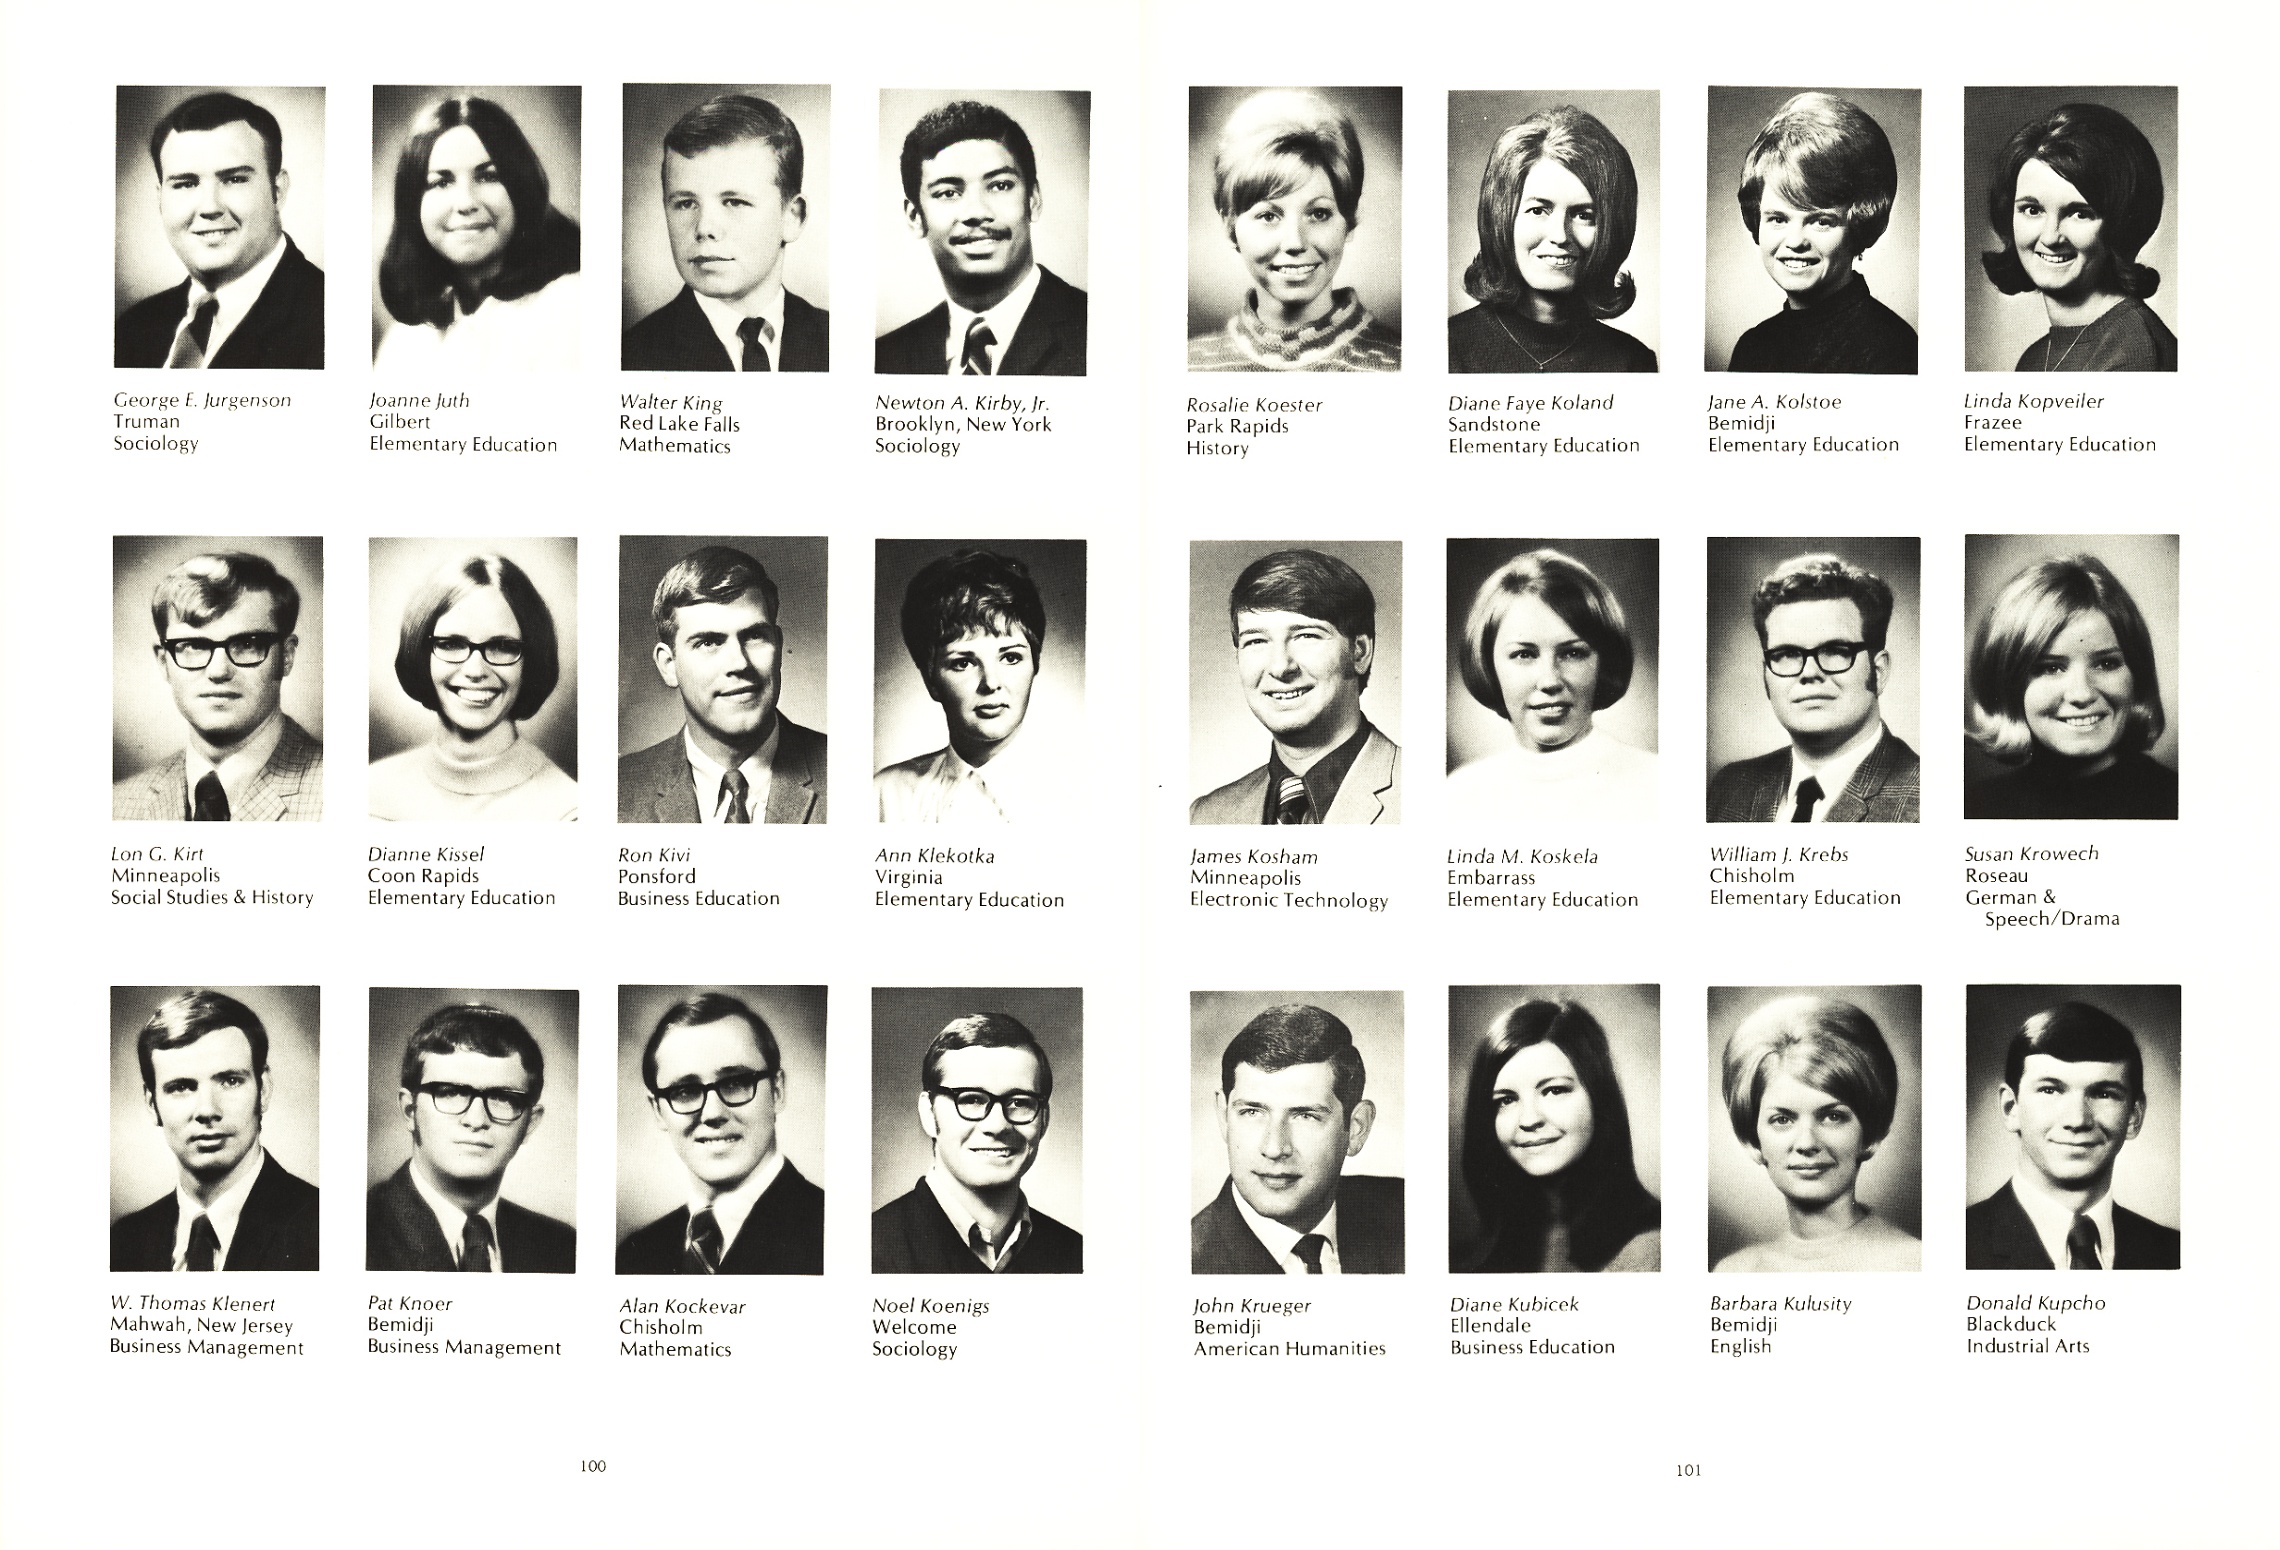 George E. Jurgenson
Truman
Sociology
Joanne Juth
Gilbert
Elementary Education
Walter King
Red Lake Falls
Mathematics
Newton A. Kirby, Jr.
Brooklyn, New York
Sociology
Lon G. Kirt
Minneapolis
Social Studies & History
Dianne Kissel
Coon Rapids
Elementary Education
Ron Kivi
Ponsford
Business Education
Ann Klekotka
Virginia
Elementary Education
W. Thomas Klenert
Mahwah, New Jersey
Business Management
Pat Knoer
Bemidji
Business Management
Alan Kockevar
Chisholm
Mathematics
Noel Koenigs
Welcome
Sociology
100
Rosalie Koester
Park Rapids
History
Diane Faye Koland
Sandstone
Elementary Education
Jane A. Kolstoe
Bemidji
Elementary Education
Linda Kopveiler
Frazee
Elementary Education
James Kosham
Minneapolis
Electronic Technology
Linda M. Koskela
Embarrass
Elementary Education
William J. Krebs
Chisholm
Elementary Education
Susan Krowech
Roseau
German &
Speech/Drama
John Krueger
Bemidji
American Humanities
Diane Kubicek
Ellendale
Business Education
Barbara Kulusity
Bemidji
English
Donald Kupcho
Blackduck
Industrial Arts
101